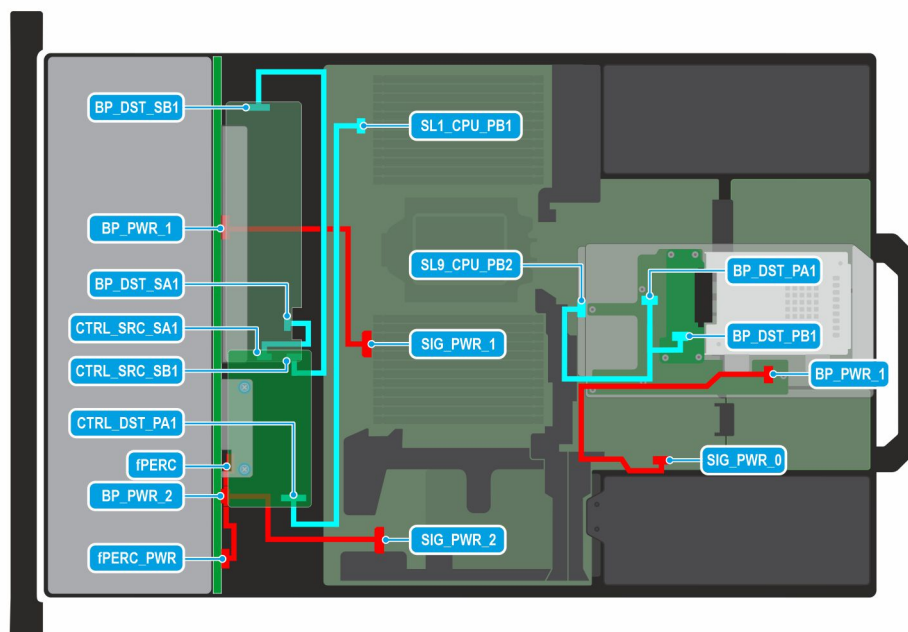 BP_DST_SB1
SL1_CPU_PB1
BP_PWR_1
SL9_CPU_PB2
BP_DST_PA1
BP_DST_SA1
CTRL_SRC_SA1
SIG_PWR_1
BP_DST_PB1
CTRL_SRC_SB1
BP_PWR_1
CTRL_DST_PA1
fPERC
SIG_PWR_0
BP_PWR_2
SIG_PWR_2
fPERC_PWR